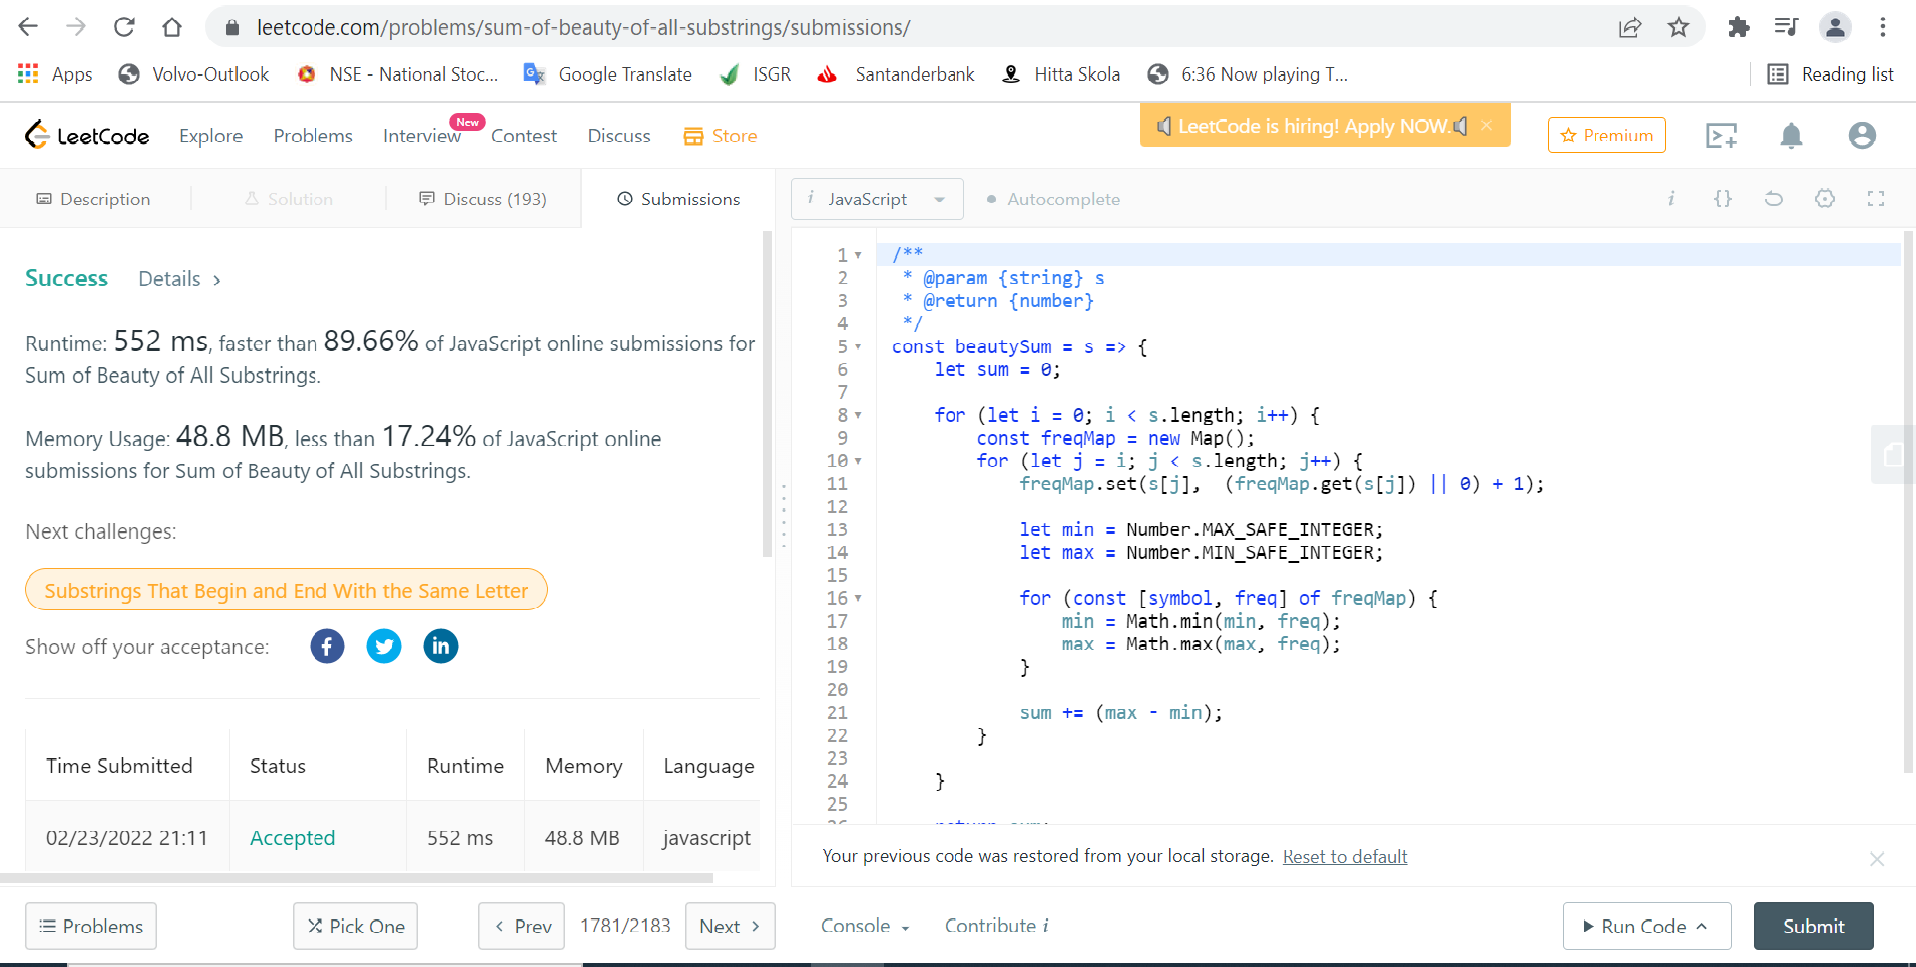 leetcode.com/problems/sum-of-beauty-of-all-substrings/submissions/
Apps Volvo-Outlook NSE - National Stoc... Google Translate ISGR Santanderbank Hitta Skola 6:36 Now playing T... Reading list
LeetCode Explore Problems Interview New Contest Discuss Store LeetCode is hiring! Apply NOW. × Premium
Description Solution Discuss (193) Submissions
i JavaScript Autocomplete i {}
Success Details ›
Runtime: 552 ms, faster than 89.66% of JavaScript online submissions for
Sum of Beauty of All Substrings.
Memory Usage: 48.8 MB, less than 17.24% of JavaScript online
submissions for Sum of Beauty of All Substrings.
Next challenges:
Substrings That Begin and End With the Same Letter
Show off your acceptance:
Time Submitted Status Runtime Memory Language
02/23/2022 21:11 Accepted 552 ms 48.8 MB javascript
1 /**
2  * @param {string} s
3  * @return {number}
4  */
5 const beautySum = s => {
6     let sum = 0;
7
8     for (let i = 0; i < s.length; i++) {
9         const freqMap = new Map();
10         for (let j = i; j < s.length; j++) {
11             freqMap.set(s[j],  (freqMap.get(s[j]) || 0) + 1);
12
13             let min = Number.MAX_SAFE_INTEGER;
14             let max = Number.MIN_SAFE_INTEGER;
15
16             for (const [symbol, freq] of freqMap) {
17                 min = Math.min(min, freq);
18                 max = Math.max(max, freq);
19             }
20
21             sum += (max - min);
22         }
23
24     }
25
Your previous code was restored from your local storage. Reset to default
Problems Pick One ‹ Prev 1781/2183 Next › Console Contribute i Run Code Submit